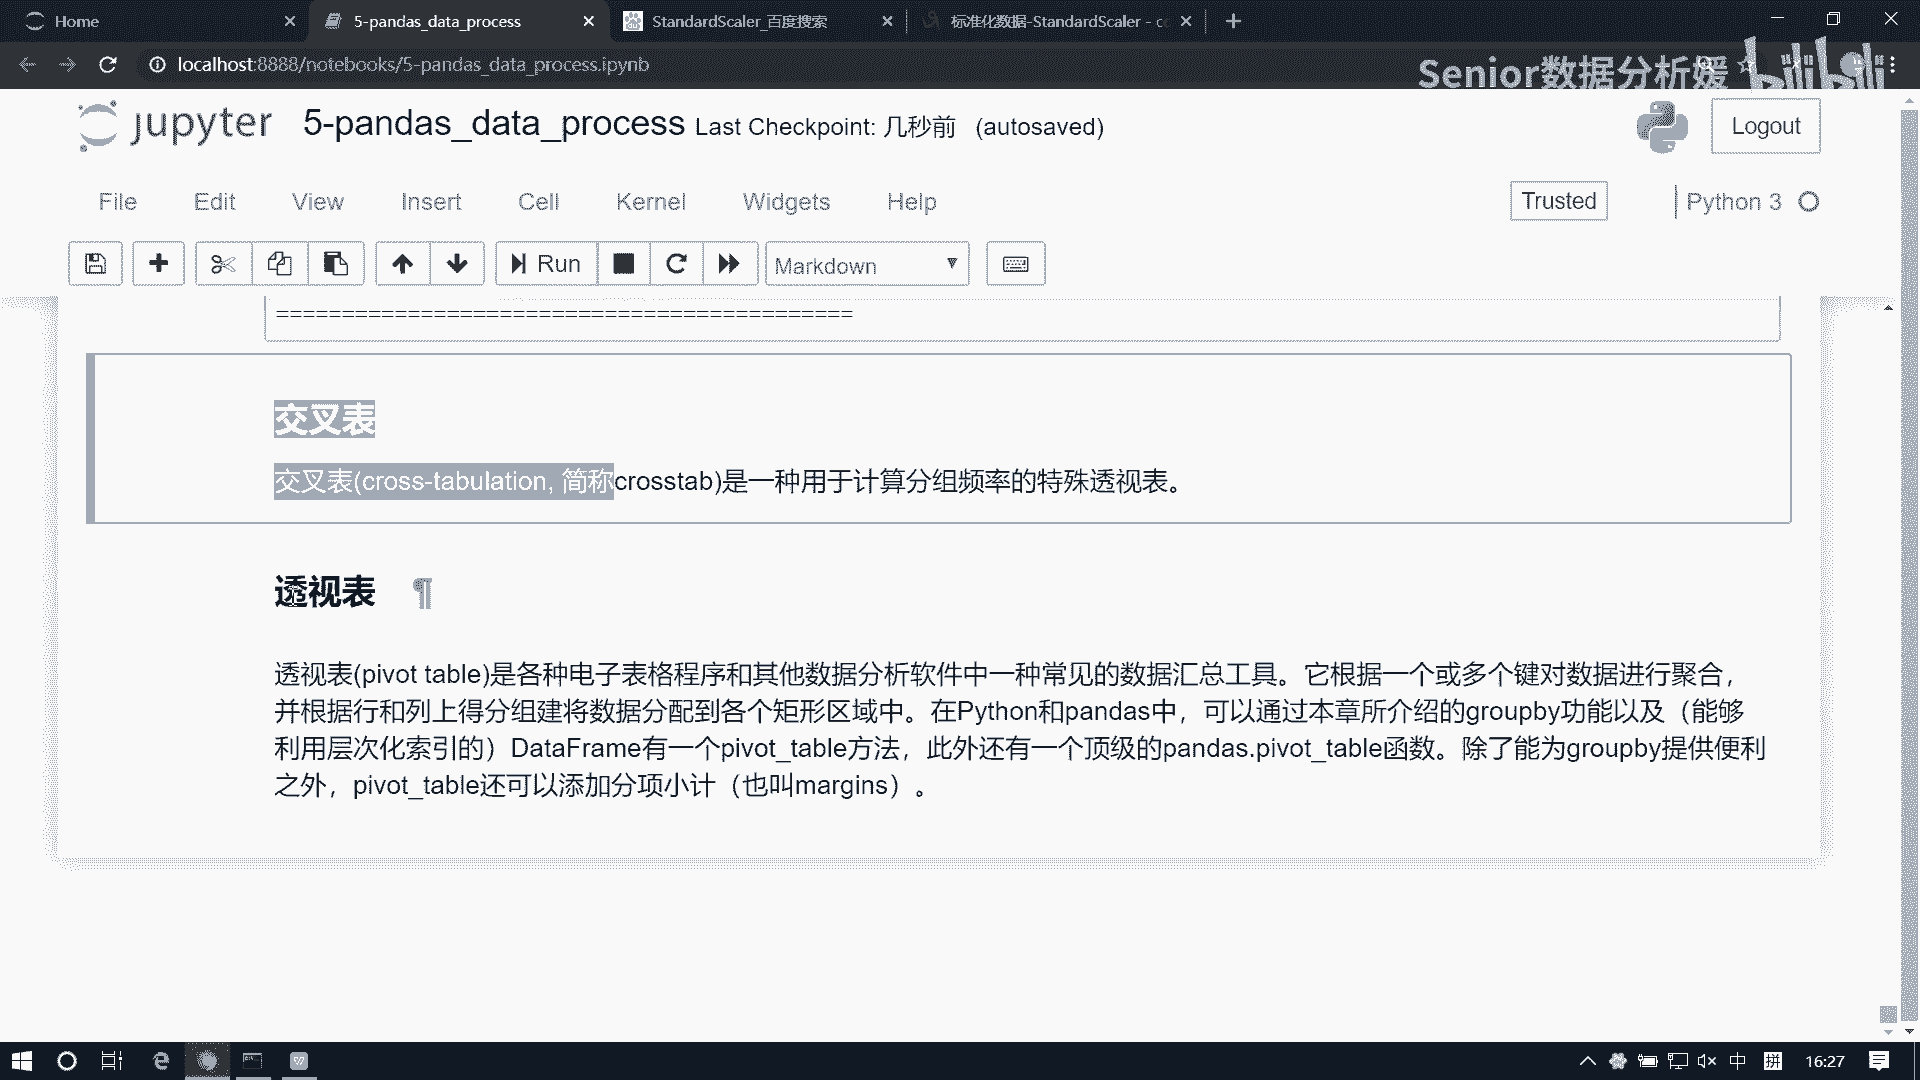 Home
5-pandas_data_process
StandardScaler_百度搜索
标准化数据-StandardScaler - c
localhost:8888/notebooks/5-pandas_data_process.ipynb
Senior数据分析媛
bilibili
jupyter
5-pandas_data_process Last Checkpoint: 几秒前 (autosaved)
Logout
File Edit View Insert Cell Kernel Widgets Help
Trusted
Python 3
Run
Markdown
============================================
交叉表
交叉表(cross-tabulation, 简称crosstab)是一种用于计算分组频率的特殊透视表。
透视表 ¶
透视表(pivot table)是各种电子表格程序和其他数据分析软件中一种常见的数据汇总工具。它根据一个或多个键对数据进行聚合，
并根据行和列上得分组建将数据分配到各个矩形区域中。在Python和pandas中，可以通过本章所介绍的groupby功能以及（能够
利用层次化索引的）DataFrame有一个pivot_table方法，此外还有一个顶级的pandas.pivot_table函数。除了能为groupby提供便利
之外，pivot_table还可以添加分项小计（也叫margins）。
中
拼
16:27